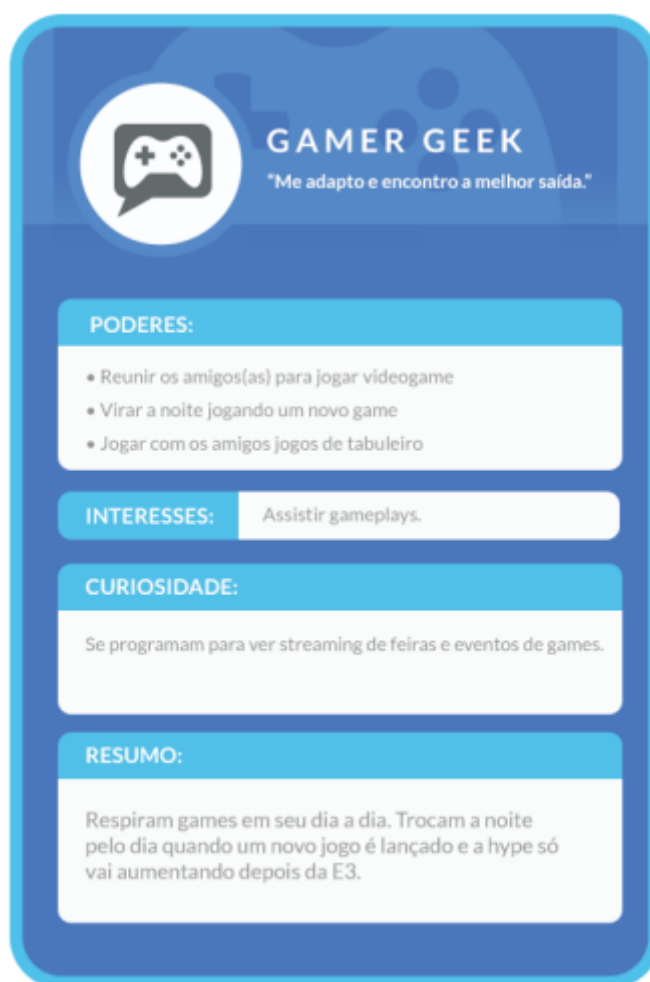 GAMER GEEK
“Me adapto e encontro a melhor saída.”
PODERES:
• Reunir os amigos(as) para jogar videogame
• Virar a noite jogando um novo game
• Jogar com os amigos jogos de tabuleiro
INTERESSES: Assistir gameplays.
CURIOSIDADE:
Se programam para ver streaming de feiras e eventos de games.
RESUMO:
Respiram games em seu dia a dia. Trocam a noite
pelo dia quando um novo jogo é lançado e a hype só
vai aumentando depois da E3.